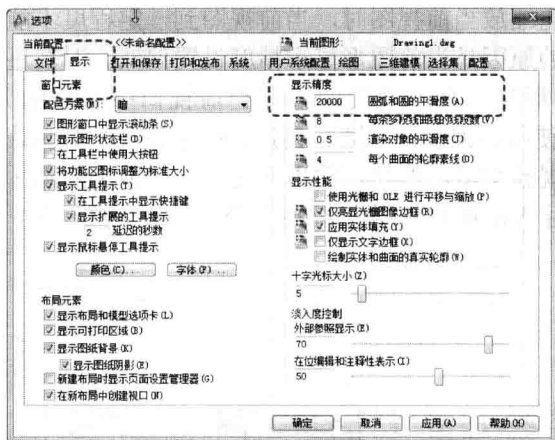 选项
当前配置: <<未命名配置>> 当前图形: Drawing1.dwg
文件 显示 打开和保存 打印和发布 系统 用户系统配置 绘图 三维建模 选择集 配置
窗口元素
配色方案(M): 暗
图形窗口中显示滚动条(S)
显示图形状态栏(D)
在工具栏中使用大按钮
将功能区图标调整为标准大小
显示工具提示(T)
在工具提示中显示快捷键
显示扩展的工具提示
2 延迟的秒数
显示鼠标悬停工具提示
颜色(C)... 字体(F)...
布局元素
显示布局和模型选项卡(L)
显示可打印区域(B)
显示图纸背景(K)
显示图纸阴影(E)
新建布局时显示页面设置管理器(G)
在新布局中创建视口(N)
显示精度
20000 圆弧和圆的平滑度(A)
8 每条多段线曲线的线段数(V)
0.5 渲染对象的平滑度(J)
4 每个曲面的轮廓素线(O)
显示性能
使用光栅和 OLE 进行平移与缩放(P)
仅亮显光栅图像边框(R)
应用实体填充(Y)
仅显示文字边框(X)
绘制实体和曲面的真实轮廓(W)
十字光标大小(Z)
5
淡入度控制
外部参照显示(E)
70
在位编辑和注释性表示(I)
50
确定 取消 应用(A) 帮助(H)